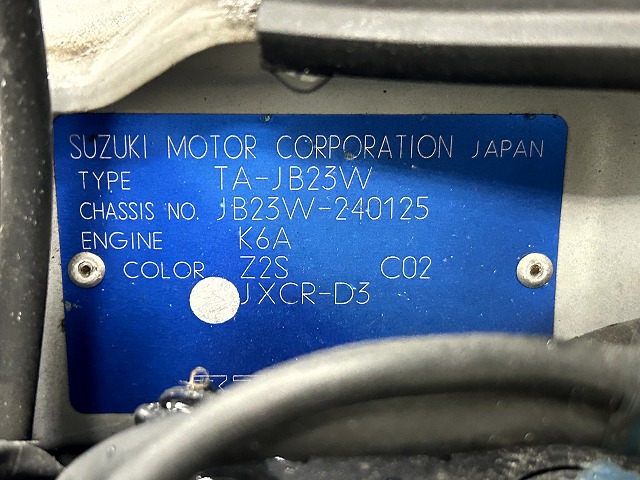 SUZUKI MOTOR CORPORATION JAPAN
TYPE TA-JB23W
CHASSIS NO. JB23W-240125
ENGINE K6A
COLOR Z2S C02
JXCR-D3